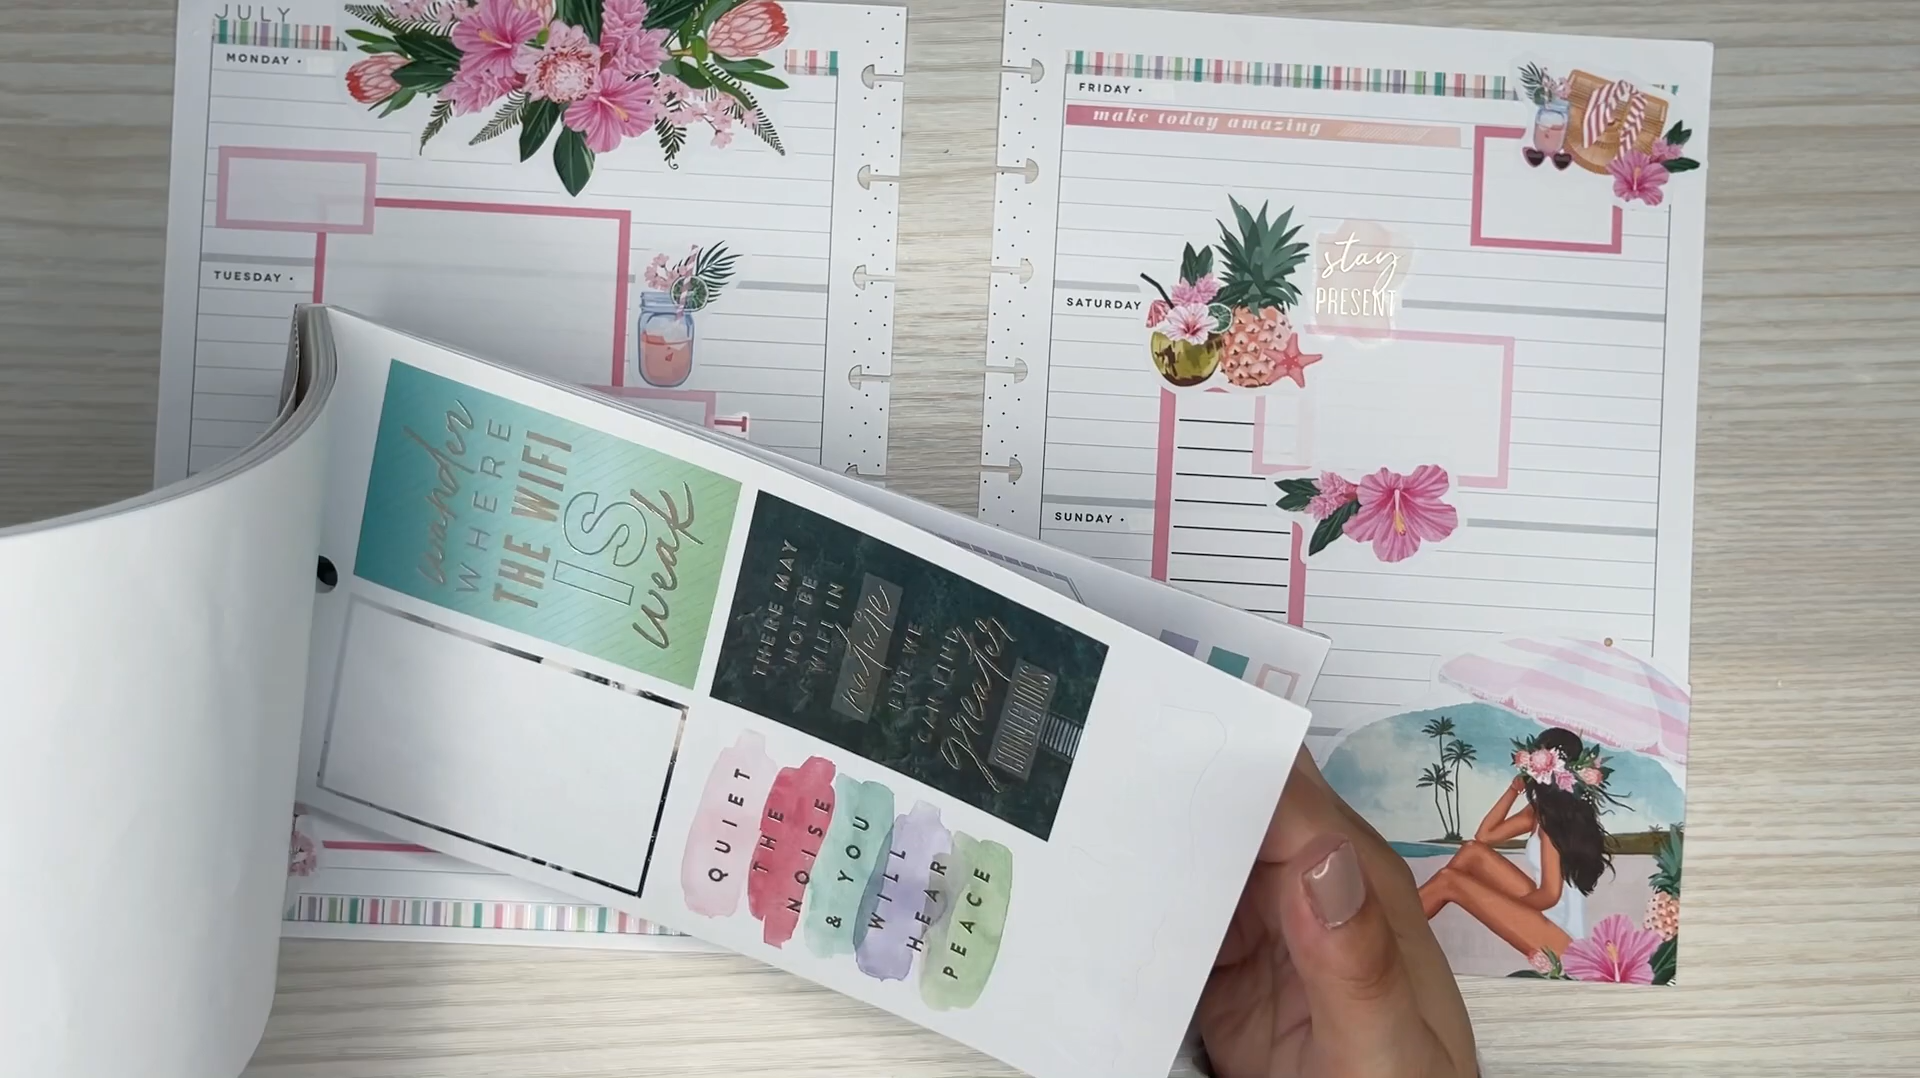 JULY
MONDAY •
TUESDAY •
FRIDAY •
make today amazing
SATURDAY
stay
PRESENT
SUNDAY •
wander
WHERE
THE WIFI
IS
weak
THERE MAY
NOT BE
WIFI IN
nature
BUT WE
CAN FIND
greater
CONNECTIONS
QUIET
THE
NOISE
& YOU
WILL
HEAR
PEACE